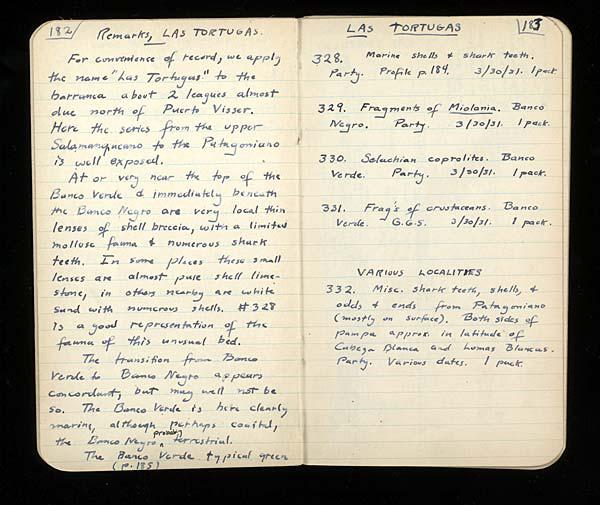 182
Remarks, LAS TORTUGAS.
For convenience of record, we apply
the name "Las Tortugas" to the
barranca about 2 leagues almost
due north of Puerto Visser.
Here the series from the upper
Salamanqueano to the Patagoniano
is well exposed.
At or very near the top of the
Banco Verde & immediately beneath
the Banco Negro are very local thin
lenses of shell breccia, with a limited
mollusc fauna & numerous shark
teeth. In some places these small
lenses are almost pure shell lime-
stone, in others nearby are white
sand with numerous shells. #328
is a good representation of the
fauna of this unusual bed.
The transition from Banco
Verde to Banco Negro appears
concordant, but may well not be
so. The Banco Verde is here clearly
marine, although perhaps
the Banco Negro probably terrestrial.
The Banco Verde typical green
(p. 185)
183
LAS TORTUGAS
328. Marine shells & shark teeth.
Party. Profile p. 184. 3/30/31. 1 pack
329. Fragments of Miolania. Banco
Negro. Party. 3/30/31. 1 pack.
330. Selachian coprolites. Banco
Verde. Party. 3/30/31. 1 pack.
331. Frag's of crustaceans. Banco
Verde. G.G.S. 3/30/31. 1 pack.
VARIOUS LOCALITIES
332. Misc. shark teeth, shells, &
odds & ends from Patagoniano
(mostly on surface). Both sides of
pampa approx. in latitude of
Cabeza Blanca and Lomas Blancas.
Party. Various dates. 1 pack.